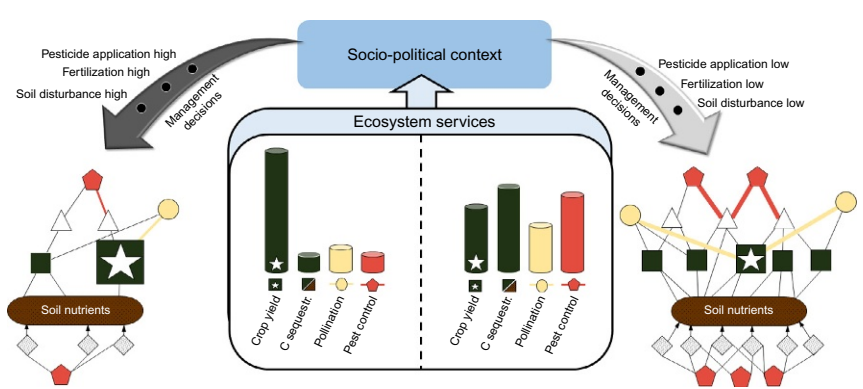 Socio-political context
Pesticide application high
Fertilization high
Soil disturbance high
Management
decisions
Pesticide application low
Fertilization low
Soil disturbance low
Management
decisions
Ecosystem services
Crop yield
C sequestr.
Pollination
Pest control
Crop yield
C sequestr.
Pollination
Pest control
Soil nutrients
Soil nutrients